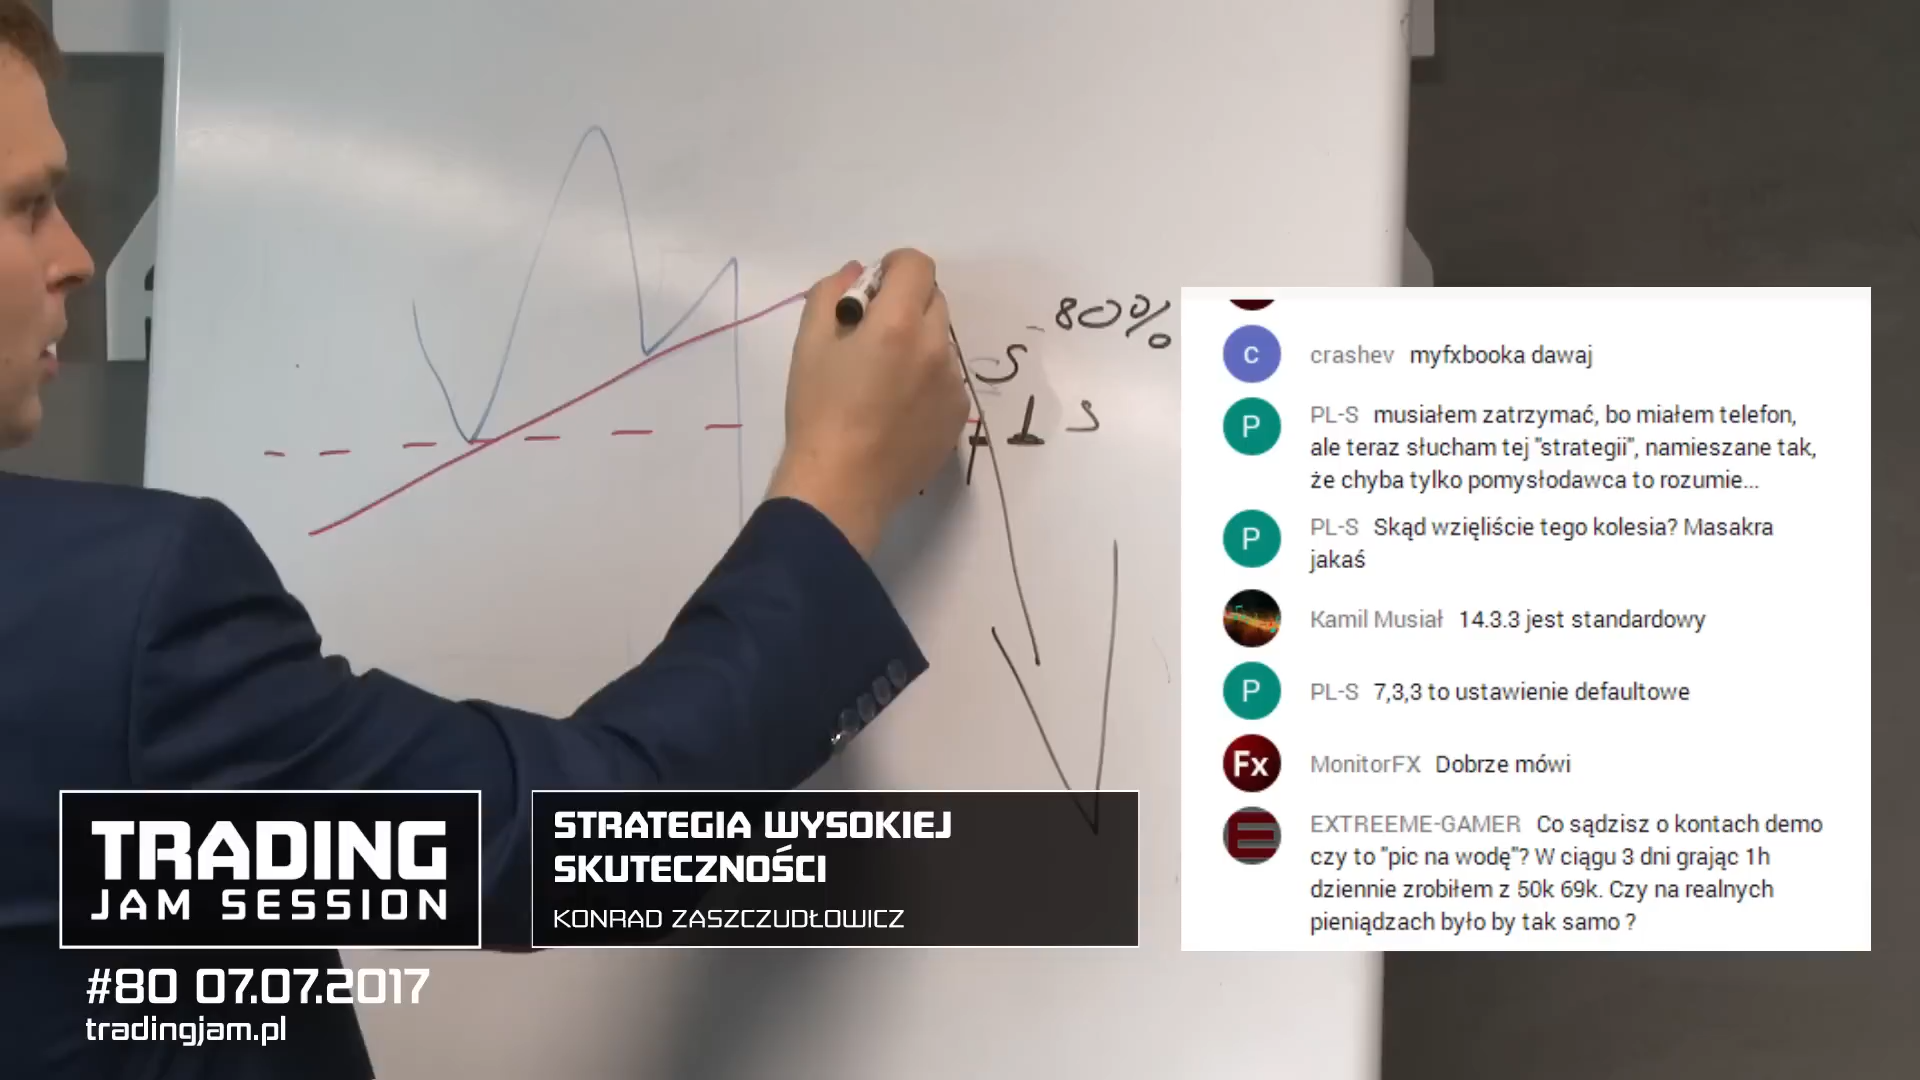 80%
S
S
crashev myfxbooka dawaj
PL-S musiałem zatrzymać, bo miałem telefon,
ale teraz słucham tej "strategii", namieszane tak,
że chyba tylko pomysłodawca to rozumie...
PL-S Skąd wzięliście tego kolesia? Masakra
jakaś
Kamil Musiał 14.3.3 jest standardowy
PL-S 7,3,3 to ustawienie defaultowe
MonitorFX Dobrze mówi
EXTREEME-GAMER Co sądzisz o kontach demo
czy to "pic na wodę"? W ciągu 3 dni grając 1h
dziennie zrobiłem z 50k 69k. Czy na realnych
pieniądzach było by tak samo ?
C
P
P
P
Fx
E
TRADING
JAM SESSION
STRATEGIA WYSOKIEJ
SKUTECZNOŚCI
KONRAD ZASZCZUDŁOWICZ
#80 07.07.2017
tradingjam.pl